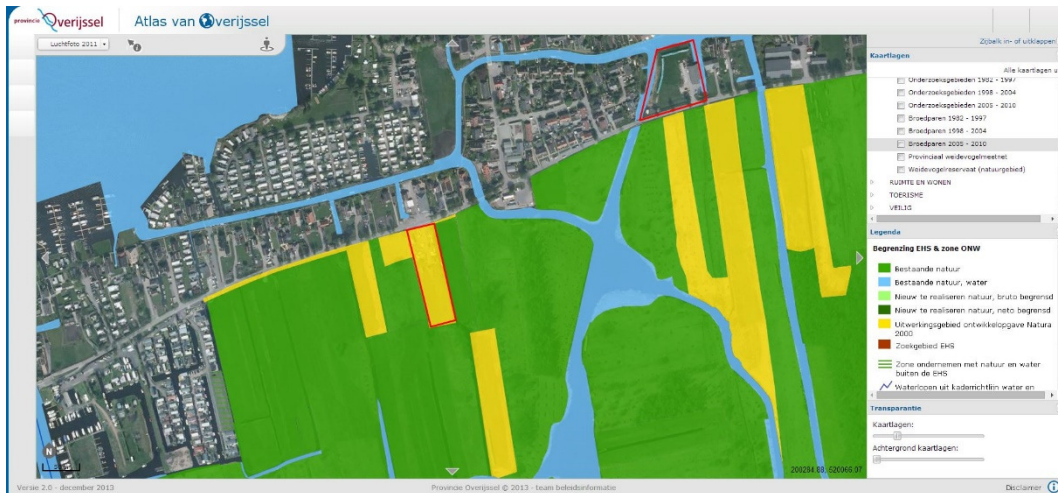 provincie Overijssel
Atlas van Overijssel
Luchtfoto 2011
Zijbalk in- of uitklappen
Kaartlagen
Alle kaartlagen u
Onderzoeksgebieden 1982 - 1997
Onderzoeksgebieden 1998 - 2004
Onderzoeksgebieden 2005 - 2010
Broedparen 1982 - 1997
Broedparen 1998 - 2004
Broedparen 2005 - 2010
Provinciaal weidevogelmeetnet
Weidevogelreservaat (natuurgebied)
RUIMTE EN WONEN
TOERISME
VEILIG
Legenda
Begrenzing EHS & zone ONW
Bestaande natuur
Bestaande natuur, water
Nieuw te realiseren natuur, bruto begrensd
Nieuw te realiseren natuur, neto begrensd
Uitwerkingsgebied ontwikkelopgave Natura
2000
Zoekgebied EHS
Zone ondernemen met natuur en water
buiten de EHS
Waterlopen uit kaderrichtlijn water en
Transparantie
Kaartlagen:
Achtergrond kaartlagen:
N
200284.88, 520966.07
Versie 2.0 - december 2013
Provincie Overijssel © 2013 - team beleidsinformatie
Disclaimer